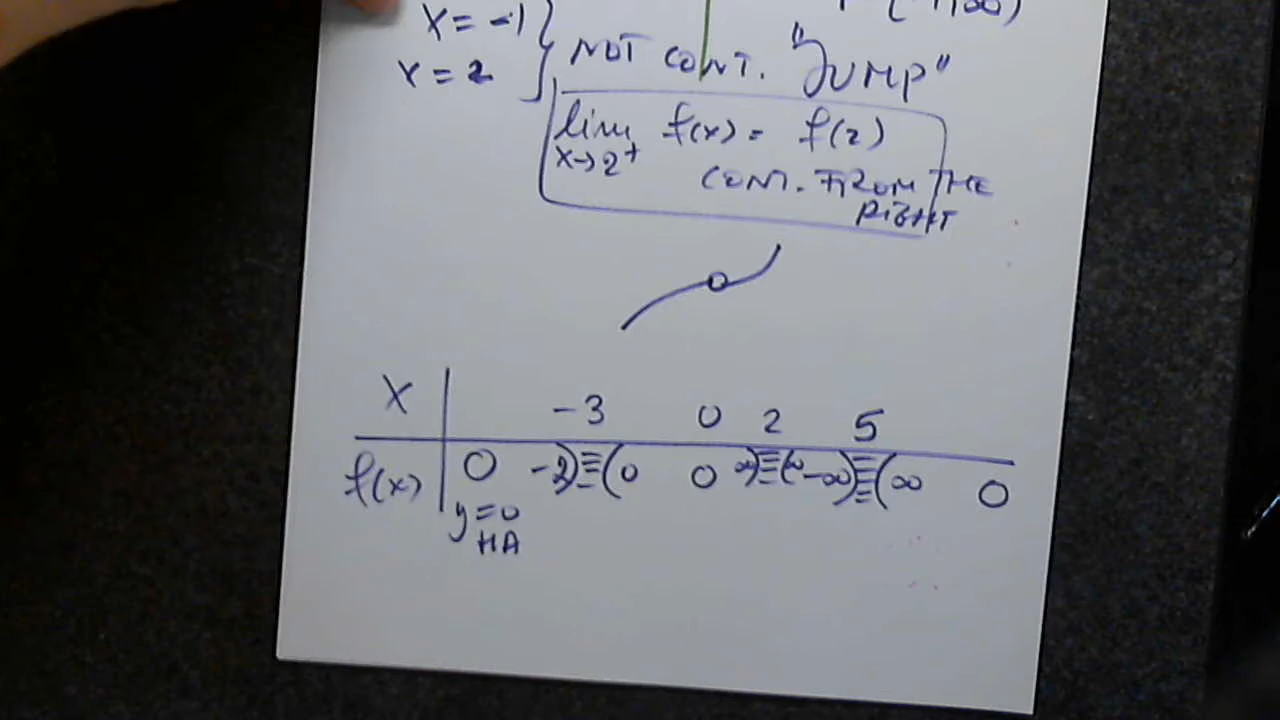 x = -1
x = 2 } NOT CONT. "JUMP"
lim f(x) = f(2)
x→2⁺
CONT. FROM THE
RIGHT
X | -3 0 2 5
f(x) | 0 -2)≡(0 0 ∞)≡(∞ -∞)≡(∞ 0
y = 0
HA